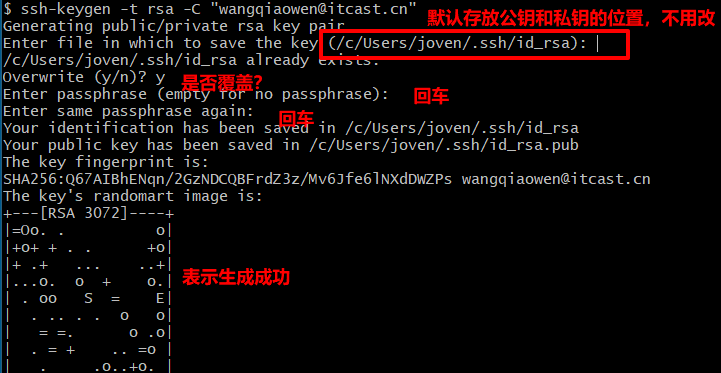 $ ssh-keygen -t rsa -C "wangqiaowen@itcast.cn"
默认存放公钥和私钥的位置，不用改
Generating public/private rsa key pair.
Enter file in which to save the key (/c/Users/joven/.ssh/id_rsa):
/c/Users/joven/.ssh/id_rsa already exists.
Overwrite (y/n)? y
是否覆盖?
Enter passphrase (empty for no passphrase):
回车
Enter same passphrase again:
回车
Your identification has been saved in /c/Users/joven/.ssh/id_rsa
Your public key has been saved in /c/Users/joven/.ssh/id_rsa.pub
The key fingerprint is:
SHA256:Q67AIBhENqn/2GzNDCQBFrdZ3z/Mv6Jfe6lNXdDWZPs wangqiaowen@itcast.cn
The key's randomart image is:
+---[RSA 3072]----+
|=Oo. .          o|
|+o+ + . .      +o|
|+ .+   ...    ..+|
|...o.  o  +    o.|
| . oo   S  =    E|
|  . .. . .  o   o|
|   = =.      o .o|
|  . = +    .. =o |
|   .     .o..+o. |
表示生成成功